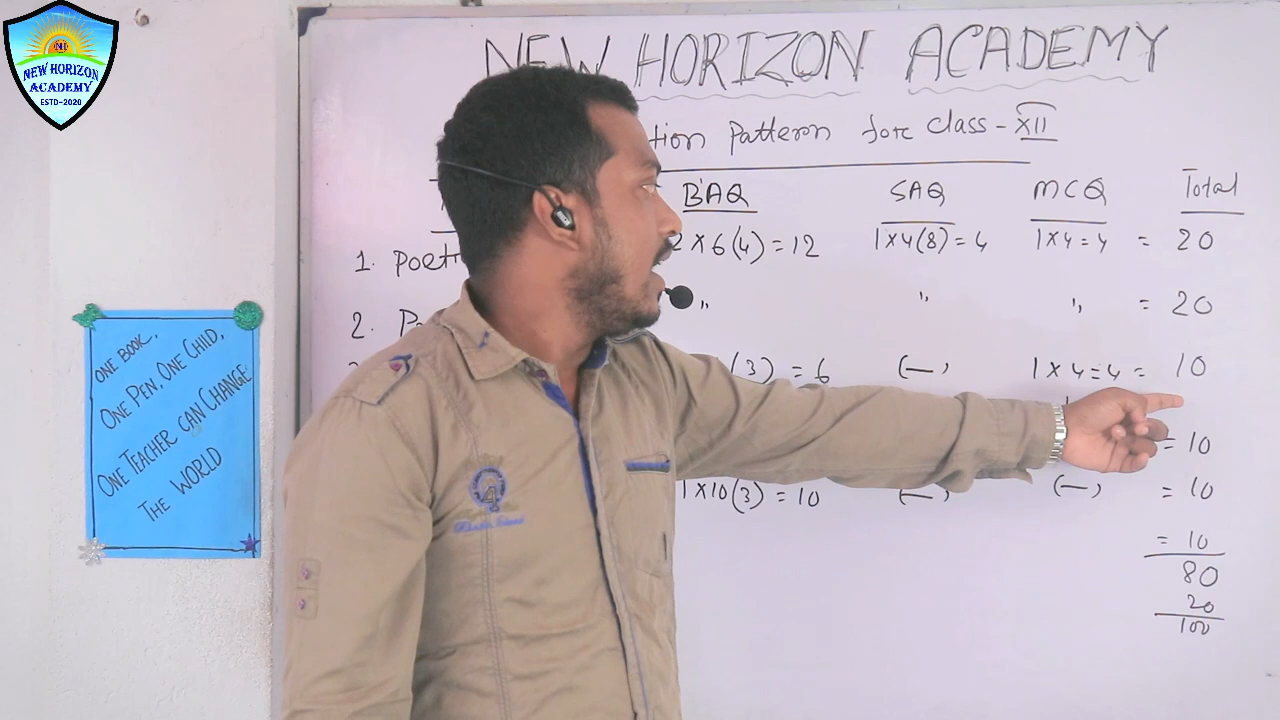 NI
NEW HORIZON
ACADEMY
ESTD-2020
NEW HORIZON ACADEMY
tion Pattern for Class - XII
BAQ SAQ MCQ Total
1. Poet 2 X 6 (4) = 12 1 X 4 (8) = 4 1 X 4 = 4 = 20
2. P " " " = 20
(3) = 6 (—) 1 X 4 = 4 = 10
= 10
1 X 10 (3) = 10 (—) (—) = 10
= 10
80
20
100
ONE BOOK,
ONE PEN, ONE CHILD,
ONE TEACHER CAN CHANGE
THE WORLD